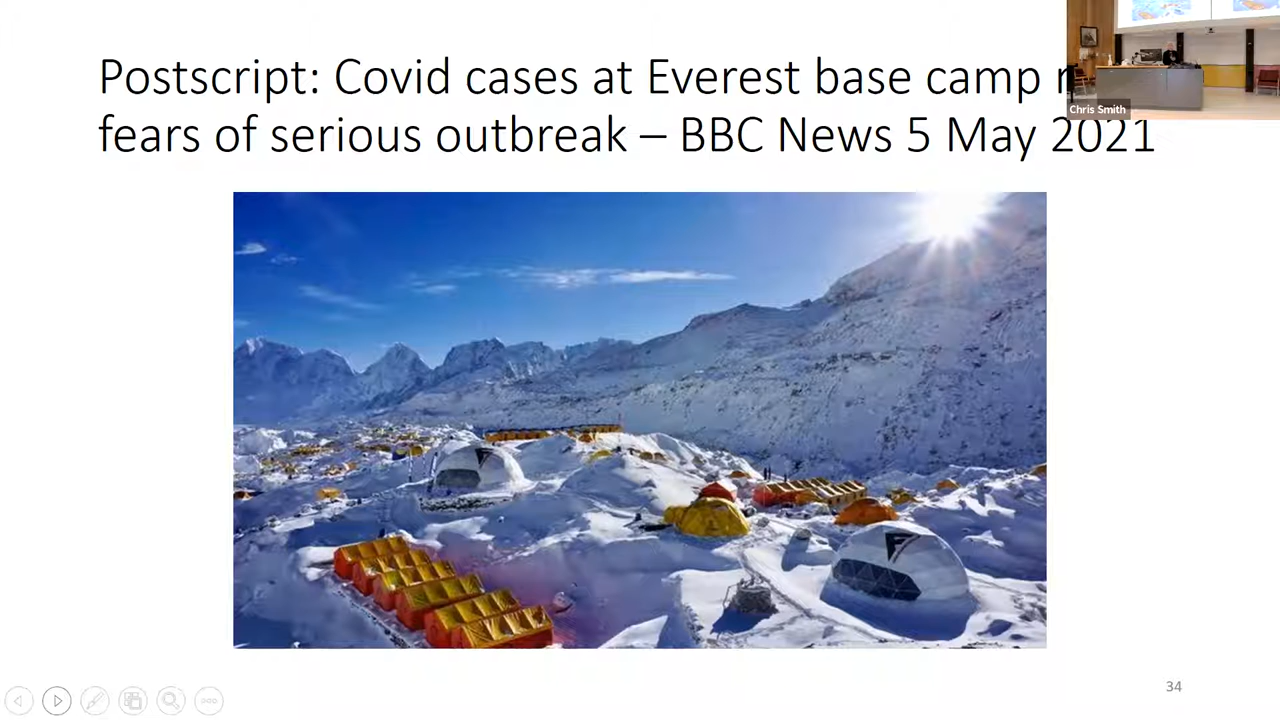 Postscript: Covid cases at Everest base camp
fears of serious outbreak – BBC News 5 May 2021
Chris Smith
34